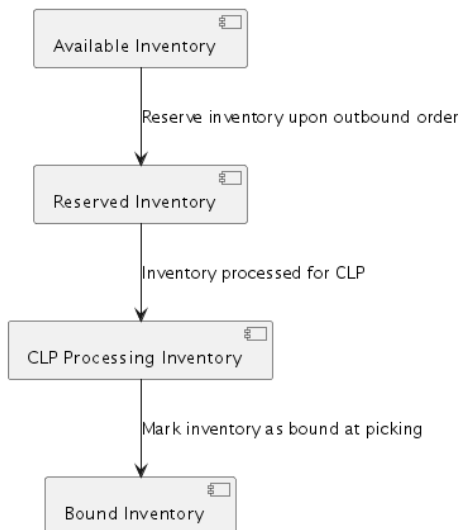 Available Inventory
Reserve inventory upon outbound order
Reserved Inventory
Inventory processed for CLP
CLP Processing Inventory
Mark inventory as bound at picking
Bound Inventory